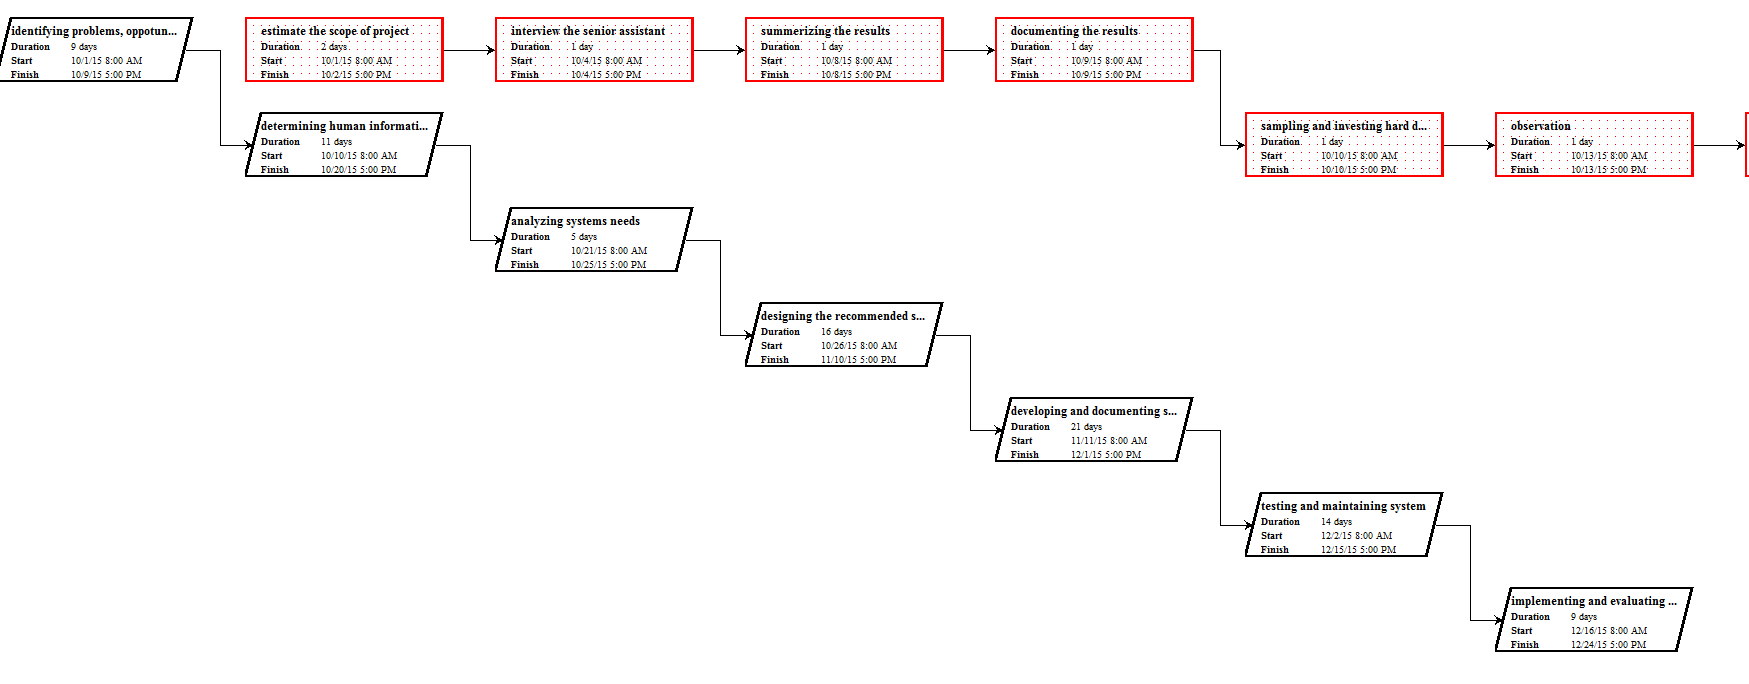 identifying problems, oppotun...
Duration 9 days
Start 10/1/15 8:00 AM
Finish 10/9/15 5:00 PM
estimate the scope of project
Duration 2 days
Start 10/1/15 8:00 AM
Finish 10/2/15 5:00 PM
interview the senior assistant
Duration 1 day
Start 10/4/15 8:00 AM
Finish 10/4/15 5:00 PM
summerizing the results
Duration 1 day
Start 10/8/15 8:00 AM
Finish 10/8/15 5:00 PM
documenting the results
Duration 1 day
Start 10/9/15 8:00 AM
Finish 10/9/15 5:00 PM
determining human informati...
Duration 11 days
Start 10/10/15 8:00 AM
Finish 10/20/15 5:00 PM
sampling and investing hard d...
Duration 1 day
Start 10/10/15 8:00 AM
Finish 10/10/15 5:00 PM
observation
Duration 1 day
Start 10/13/15 8:00 AM
Finish 10/13/15 5:00 PM
analyzing systems needs
Duration 5 days
Start 10/21/15 8:00 AM
Finish 10/25/15 5:00 PM
designing the recommended s...
Duration 16 days
Start 10/26/15 8:00 AM
Finish 11/10/15 5:00 PM
developing and documenting s...
Duration 21 days
Start 11/11/15 8:00 AM
Finish 12/1/15 5:00 PM
testing and maintaining system
Duration 14 days
Start 12/2/15 8:00 AM
Finish 12/15/15 5:00 PM
implementing and evaluating ...
Duration 9 days
Start 12/16/15 8:00 AM
Finish 12/24/15 5:00 PM